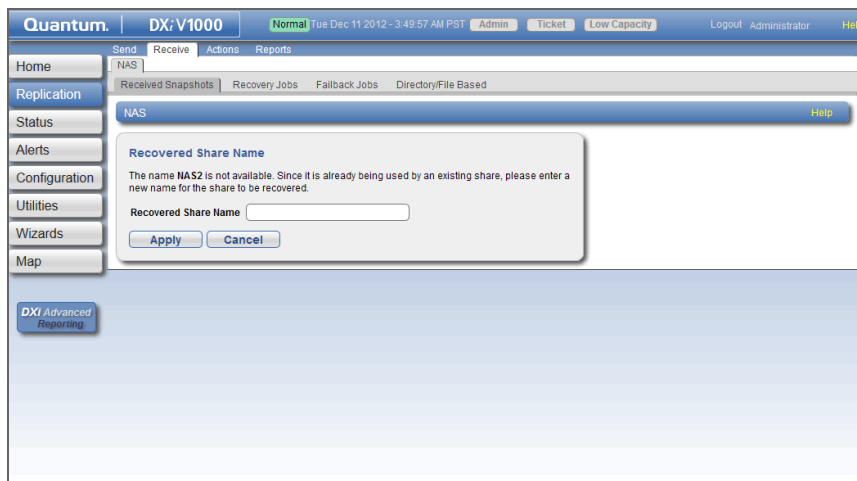 Quantum. DXi V1000 Normal Tue Dec 11 2012 - 3:49:57 AM PST Admin Ticket Low Capacity Logout Administrator
Send Receive Actions Reports
NAS
Received Snapshots Recovery Jobs Failback Jobs Directory/File Based
Home
Replication
Status
Alerts
Configuration
Utilities
Wizards
Map
DXi Advanced
Reporting
NAS Help
Recovered Share Name
The name NAS2 is not available. Since it is already being used by an existing share, please enter a
new name for the share to be recovered.
Recovered Share Name
Apply Cancel